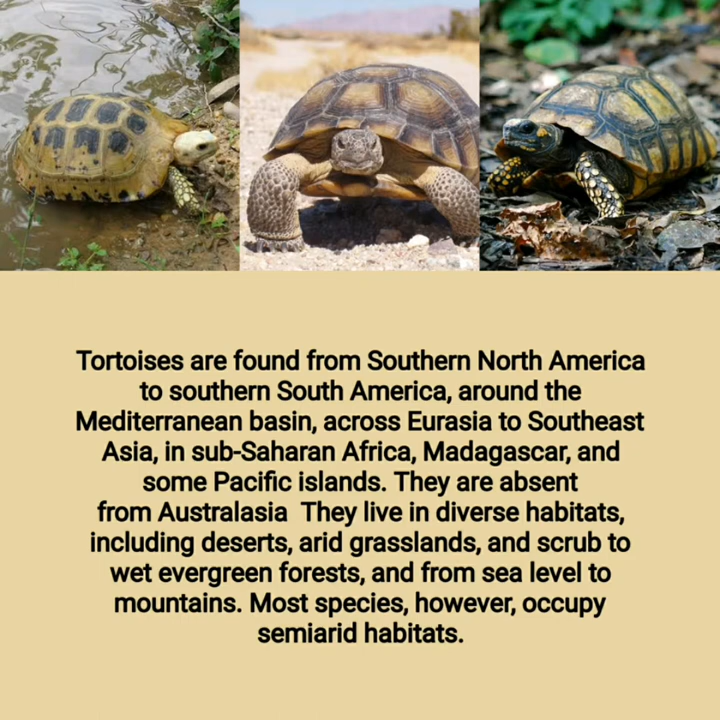 Tortoises are found from Southern North America
to southern South America, around the
Mediterranean basin, across Eurasia to Southeast
Asia, in sub-Saharan Africa, Madagascar, and
some Pacific islands. They are absent
from Australasia  They live in diverse habitats,
including deserts, arid grasslands, and scrub to
wet evergreen forests, and from sea level to
mountains. Most species, however, occupy
semiarid habitats.